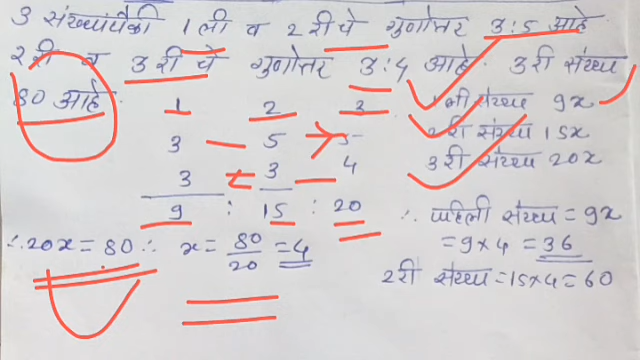 3 संख्यांपैकी 1ली व 2री चे गुणोत्तर 3:5 आहे
2री व 3री चे गुणोत्तर 3:4 आहे. 3री संख्या
80 आहे.
1 2 3
3 5 5
3 3 4
9 : 15 : 20
∴ 20x = 80 ∴ x = 80/20 = 4
1ली संख्या 9x
2री संख्या 15x
3री संख्या 20x
∴ पहिली संख्या = 9x
= 9×4 = 36
2री संख्या = 15×4 = 60